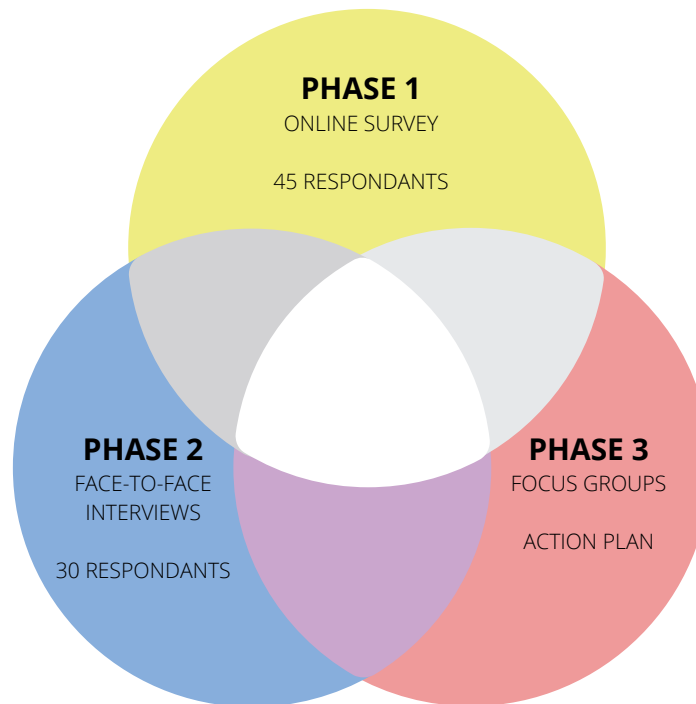 PHASE 1
ONLINE SURVEY
45 RESPONDANTS
PHASE 2
FACE-TO-FACE
INTERVIEWS
30 RESPONDANTS
PHASE 3
FOCUS GROUPS
ACTION PLAN